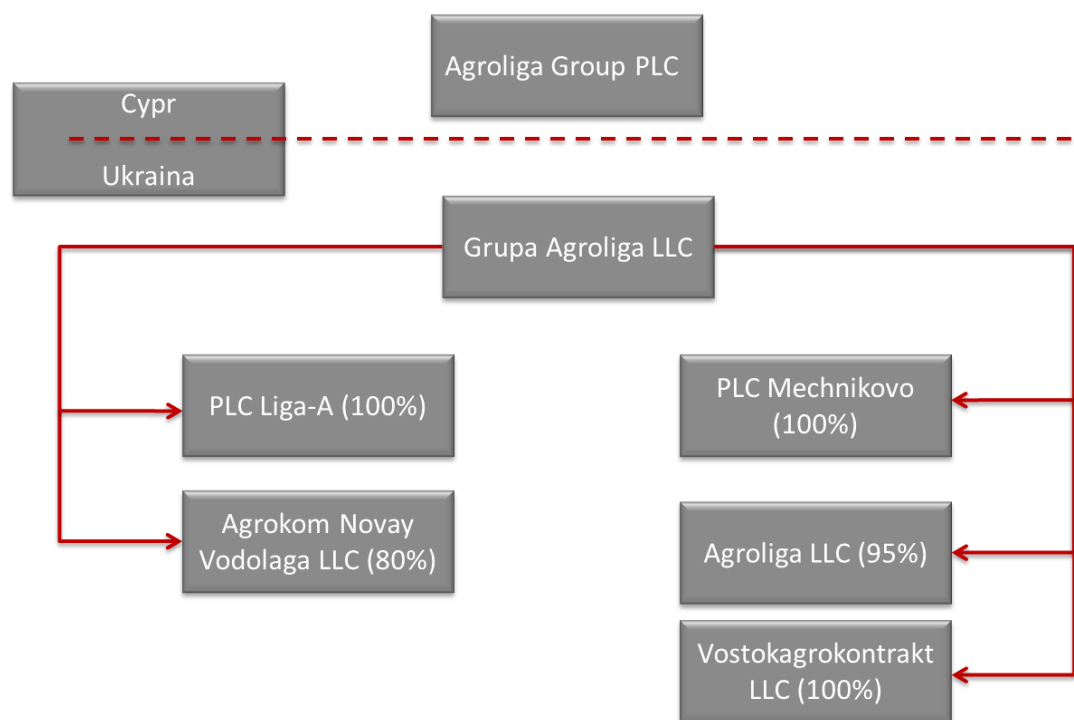 Agroliga Group PLC
Cypr
Ukraina
Grupa Agroliga LLC
PLC Liga-A (100%)
Agrokom Novay
Vodolaga LLC (80%)
PLC Mechnikovo
(100%)
Agroliga LLC (95%)
Vostokagrokontrakt
LLC (100%)